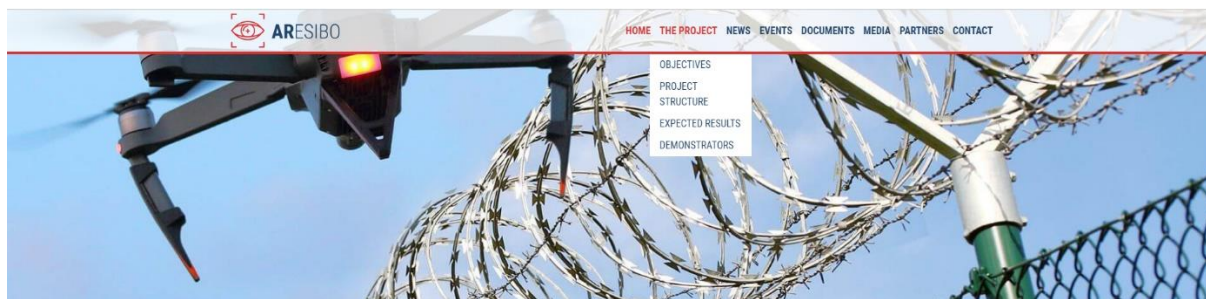 ARESIBO
HOME THE PROJECT NEWS EVENTS DOCUMENTS MEDIA PARTNERS CONTACT
OBJECTIVES
PROJECT
STRUCTURE
EXPECTED RESULTS
DEMONSTRATORS